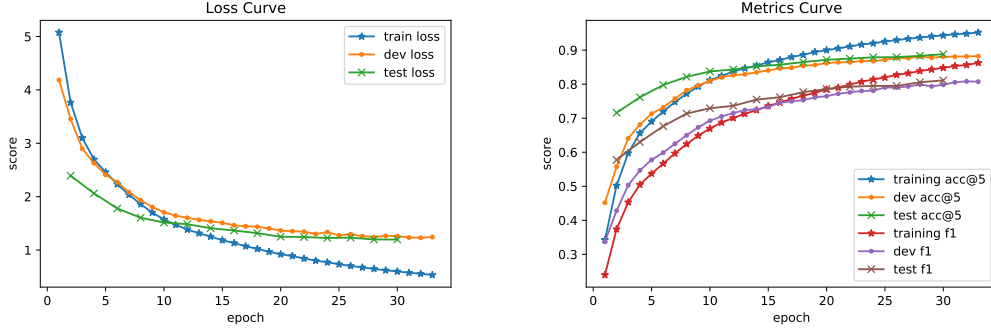 Loss Curve
5
4
3
2
1
score
0
5
10
15
20
25
30
epoch
train loss
dev loss
test loss
Metrics Curve
0.9
0.8
0.7
0.6
0.5
0.4
0.3
score
0
5
10
15
20
25
30
epoch
training acc@5
dev acc@5
test acc@5
training f1
dev f1
test f1